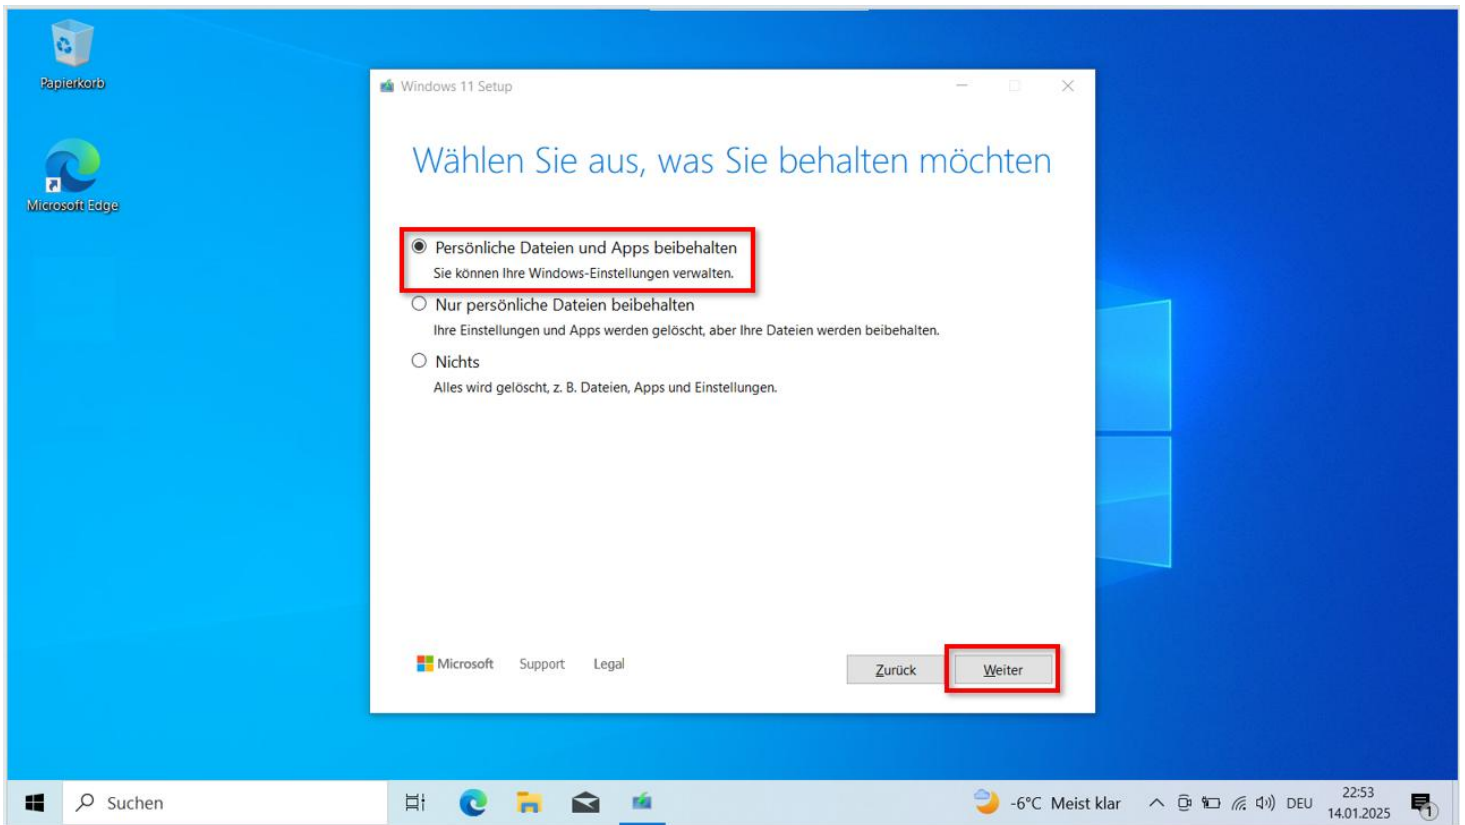 Papierkorb
Microsoft Edge
Windows 11 Setup
Wählen Sie aus, was Sie behalten möchten
Persönliche Dateien und Apps beibehalten
Sie können Ihre Windows-Einstellungen verwalten.
Nur persönliche Dateien beibehalten
Ihre Einstellungen und Apps werden gelöscht, aber Ihre Dateien werden beibehalten.
Nichts
Alles wird gelöscht, z. B. Dateien, Apps und Einstellungen.
Microsoft Support Legal
Zurück Weiter
Suchen
-6°C Meist klar
DEU
22:53
14.01.2025
1